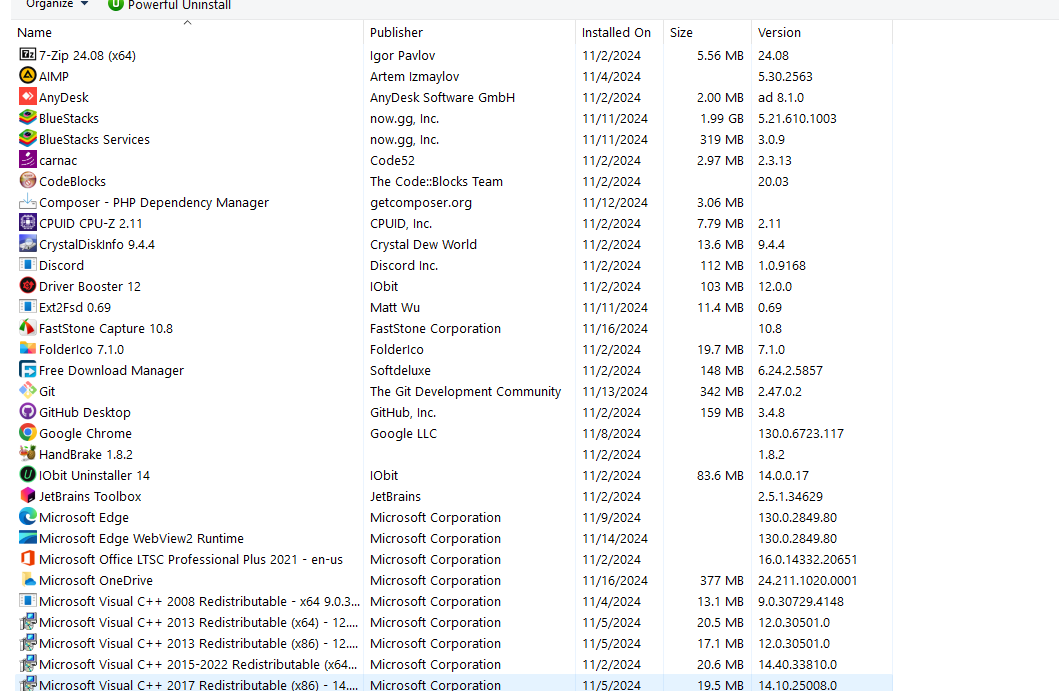 Organize Powerful Uninstall
Name Publisher Installed On Size Version
7-Zip 24.08 (x64) Igor Pavlov 11/2/2024 5.56 MB 24.08
AIMP Artem Izmaylov 11/4/2024 5.30.2563
AnyDesk AnyDesk Software GmbH 11/2/2024 2.00 MB ad 8.1.0
BlueStacks now.gg, Inc. 11/11/2024 1.99 GB 5.21.610.1003
BlueStacks Services now.gg, Inc. 11/11/2024 319 MB 3.0.9
carnac Code52 11/2/2024 2.97 MB 2.3.13
CodeBlocks The Code::Blocks Team 11/2/2024 20.03
Composer - PHP Dependency Manager getcomposer.org 11/12/2024 3.06 MB
CPUID CPU-Z 2.11 CPUID, Inc. 11/2/2024 7.79 MB 2.11
CrystalDiskInfo 9.4.4 Crystal Dew World 11/2/2024 13.6 MB 9.4.4
Discord Discord Inc. 11/2/2024 112 MB 1.0.9168
Driver Booster 12 IObit 11/2/2024 103 MB 12.0.0
Ext2Fsd 0.69 Matt Wu 11/11/2024 11.4 MB 0.69
FastStone Capture 10.8 FastStone Corporation 11/16/2024 10.8
FolderIco 7.1.0 FolderIco 11/2/2024 19.7 MB 7.1.0
Free Download Manager Softdeluxe 11/2/2024 148 MB 6.24.2.5857
Git The Git Development Community 11/13/2024 342 MB 2.47.0.2
GitHub Desktop GitHub, Inc. 11/2/2024 159 MB 3.4.8
Google Chrome Google LLC 11/8/2024 130.0.6723.117
HandBrake 1.8.2 11/2/2024 1.8.2
IObit Uninstaller 14 IObit 11/2/2024 83.6 MB 14.0.0.17
JetBrains Toolbox JetBrains 11/2/2024 2.5.1.34629
Microsoft Edge Microsoft Corporation 11/9/2024 130.0.2849.80
Microsoft Edge WebView2 Runtime Microsoft Corporation 11/14/2024 130.0.2849.80
Microsoft Office LTSC Professional Plus 2021 - en-us Microsoft Corporation 11/2/2024 16.0.14332.20651
Microsoft OneDrive Microsoft Corporation 11/16/2024 377 MB 24.211.1020.0001
Microsoft Visual C++ 2008 Redistributable - x64 9.0.3... Microsoft Corporation 11/4/2024 13.1 MB 9.0.30729.4148
Microsoft Visual C++ 2013 Redistributable (x64) - 12.... Microsoft Corporation 11/5/2024 20.5 MB 12.0.30501.0
Microsoft Visual C++ 2013 Redistributable (x86) - 12.... Microsoft Corporation 11/5/2024 17.1 MB 12.0.30501.0
Microsoft Visual C++ 2015-2022 Redistributable (x64... Microsoft Corporation 11/2/2024 20.6 MB 14.40.33810.0
Microsoft Visual C++ 2017 Redistributable (x86) - 14.... Microsoft Corporation 11/5/2024 19.5 MB 14.10.25008.0